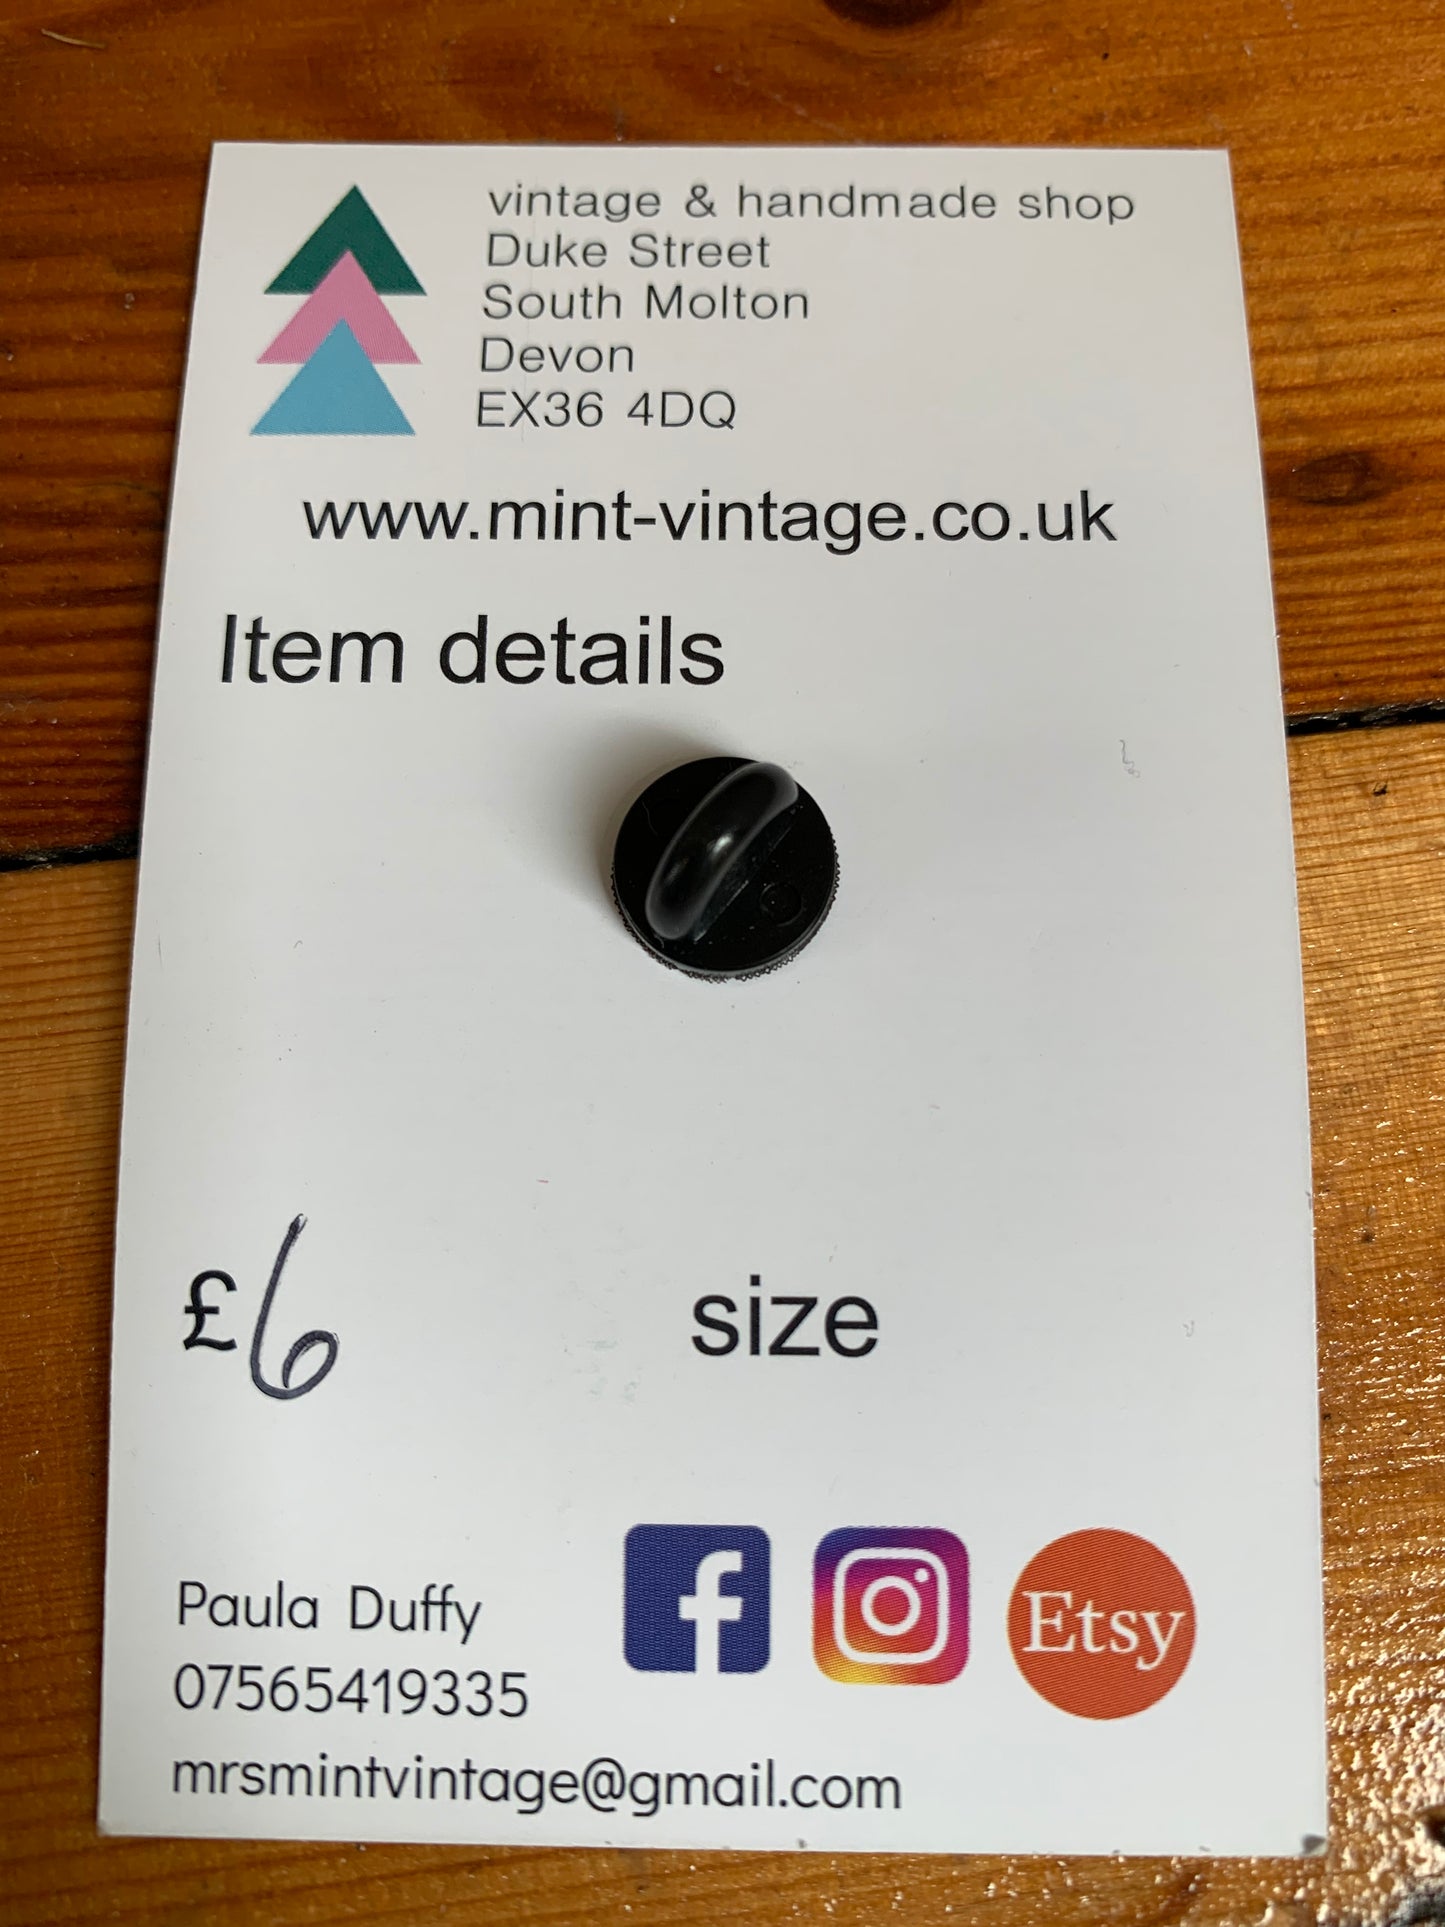 vintage & handmade shop
Duke Street
South Molton
Devon
EX36 4DQ
www.mint-vintage.co.uk
Item details
£6
size
Paula Duffy
07565419335
mrsmintvintage@gmail.com
f
Etsy